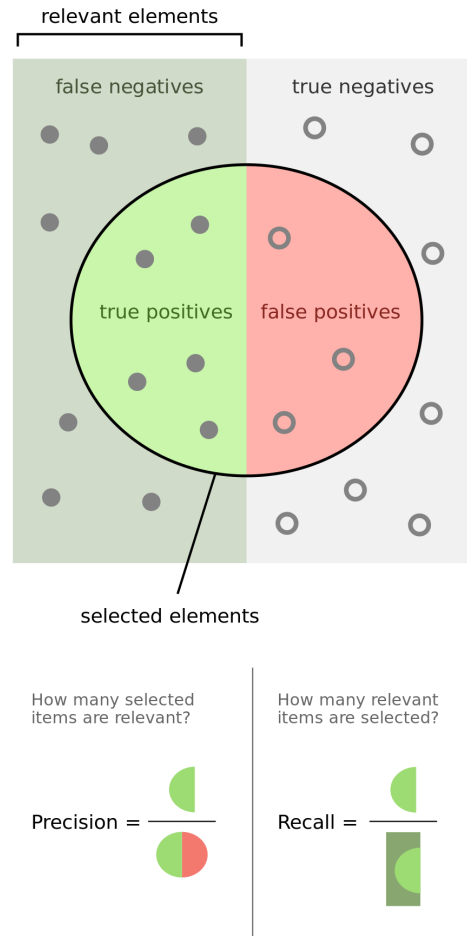 relevant elements
false negatives
true negatives
true positives
false positives
selected elements
How many selected
items are relevant?
How many relevant
items are selected?
Precision =
Recall =